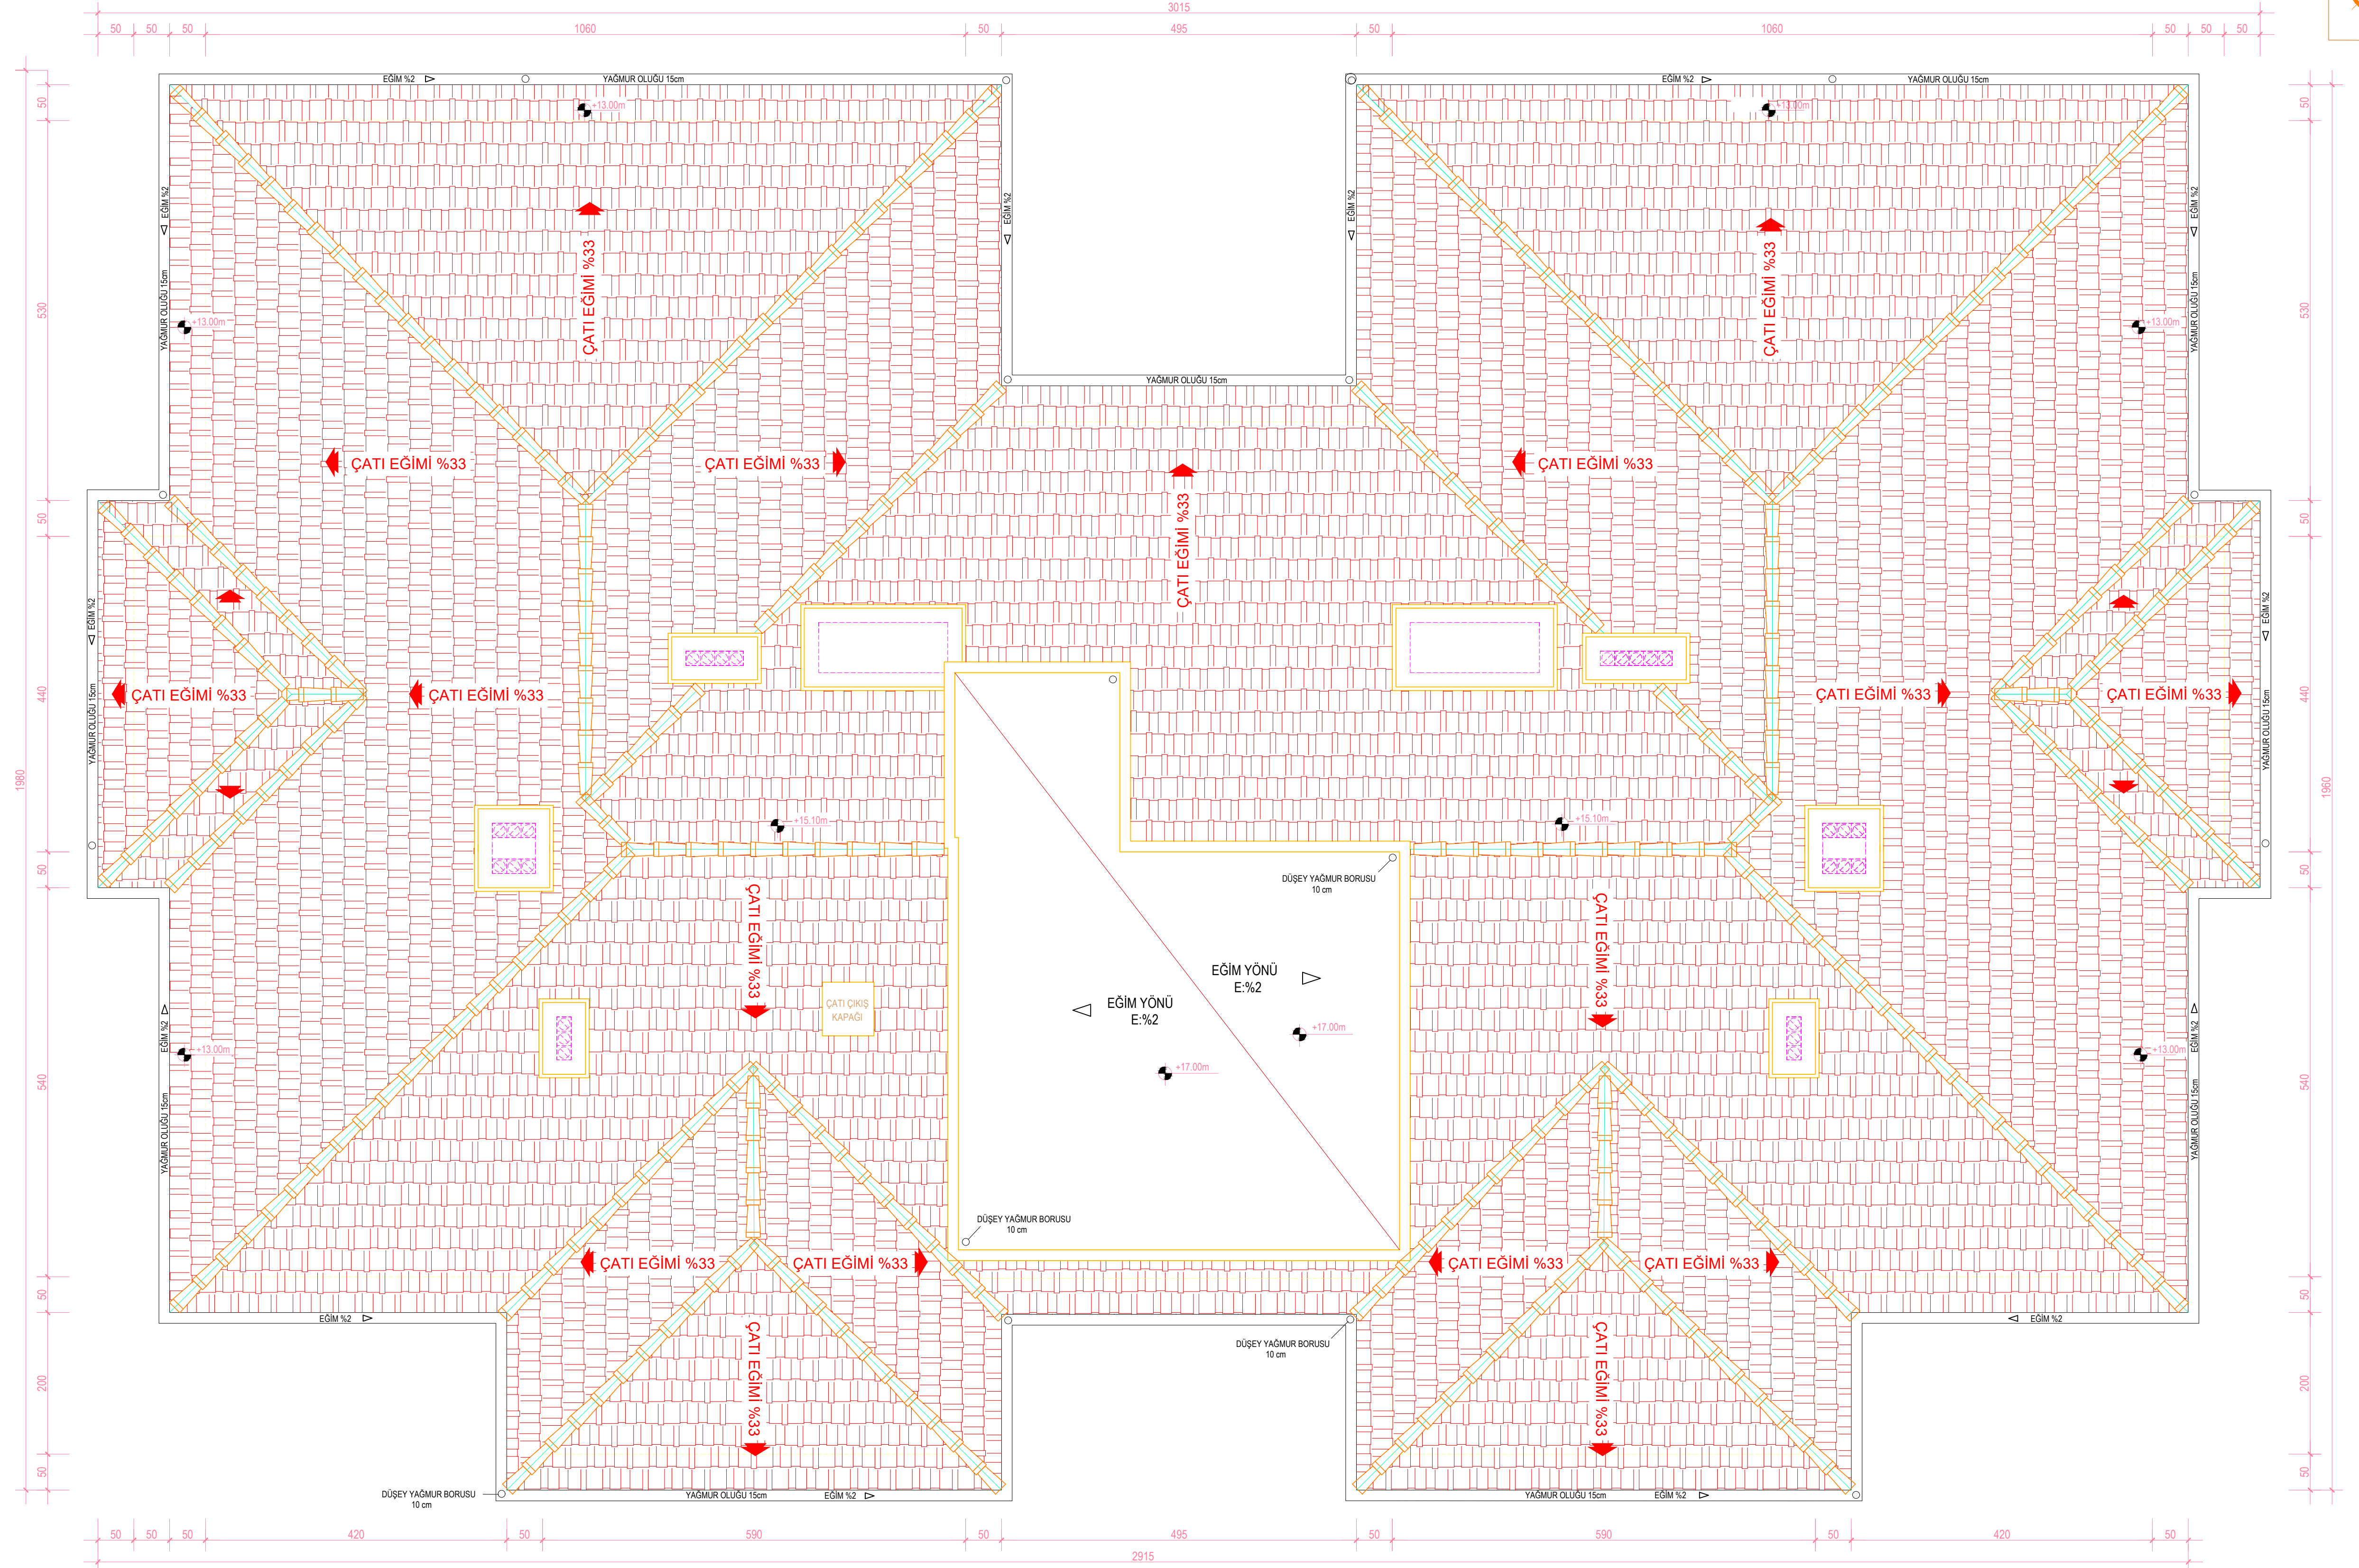 3015
50 50 50 1060 50 495 50 1060 50 50 50
EĞİM %2 YAĞMUR OLUĞU 15cm EĞİM %2 YAĞMUR OLUĞU 15cm
50 50
+13.00m +13.00m
EĞİM %2 EĞİM %2 EĞİM %2 EĞİM %2
ÇATI EĞİMİ %33 ÇATI EĞİMİ %33
YAĞMUR OLUĞU 15cm YAĞMUR OLUĞU 15cm
530 530
+13.00m +13.00m
YAĞMUR OLUĞU 15cm
ÇATI EĞİMİ %33 ÇATI EĞİMİ %33 ÇATI EĞİMİ %33
50 50
ÇATI EĞİMİ %33
EĞİM %2 EĞİM %2
440 440
ÇATI EĞİMİ %33 ÇATI EĞİMİ %33 ÇATI EĞİMİ %33 ÇATI EĞİMİ %33
YAĞMUR OLUĞU 15cm YAĞMUR OLUĞU 15cm
1980 1960
+15.10m +15.10m
50 50
DÜŞEY YAĞMUR BORUSU
10 cm
ÇATI EĞİMİ %33 ÇATI EĞİMİ %33
EĞİM YÖNÜ
E:%2
EĞİM YÖNÜ
E:%2
ÇATI ÇIKIŞ
KAPAĞI
EĞİM %2 EĞİM %2
+17.00m
+13.00m +13.00m
+17.00m
540 540
YAĞMUR OLUĞU 15cm YAĞMUR OLUĞU 15cm
DÜŞEY YAĞMUR BORUSU
10 cm
ÇATI EĞİMİ %33 ÇATI EĞİMİ %33 ÇATI EĞİMİ %33 ÇATI EĞİMİ %33
50 50
EĞİM %2 EĞİM %2
DÜŞEY YAĞMUR BORUSU
10 cm
ÇATI EĞİMİ %33 ÇATI EĞİMİ %33
200 200
50 50
DÜŞEY YAĞMUR BORUSU
10 cm
YAĞMUR OLUĞU 15cm EĞİM %2 YAĞMUR OLUĞU 15cm EĞİM %2
50 50 50 420 50 590 50 495 50 590 50 420 50
2915